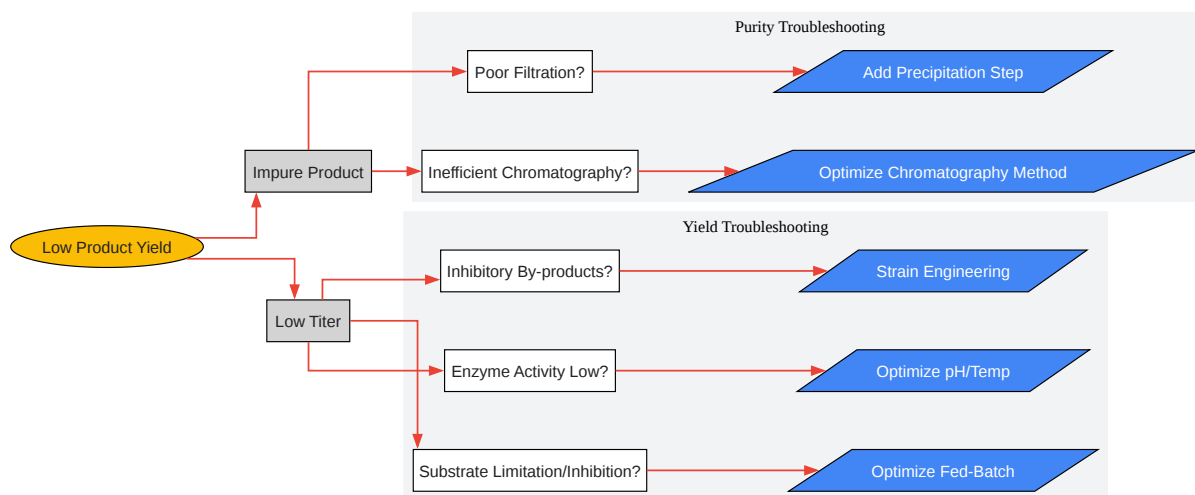 Purity Troubleshooting
Poor Filtration?
Add Precipitation Step
Impure Product
Inefficient Chromatography?
Optimize Chromatography Method
Low Product Yield
Yield Troubleshooting
Inhibitory By-products?
Strain Engineering
Low Titer
Enzyme Activity Low?
Optimize pH/Temp
Substrate Limitation/Inhibition?
Optimize Fed-Batch